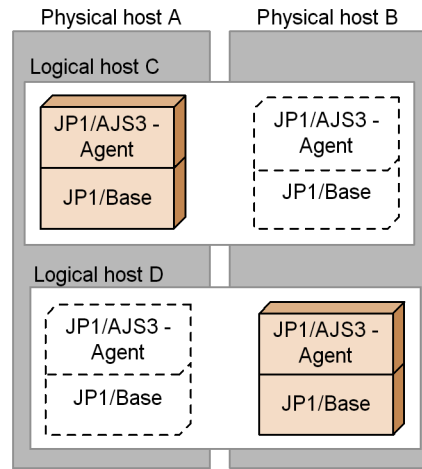 Physical host A
Physical host B
Logical host C
JP1/AJS3 -
Agent
JP1/Base
JP1/AJS3 -
Agent
JP1/Base
Logical host D
JP1/AJS3 -
Agent
JP1/Base
JP1/AJS3 -
Agent
JP1/Base